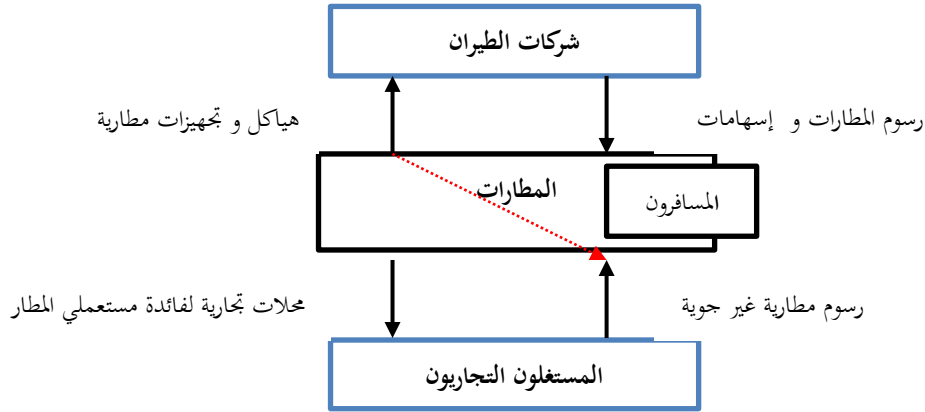 شركات الطيران
رسوم المطارات و إسهامات
هياكل و تجهيزات مطارية
المطارات
المسافرون
رسوم مطارية غير جوية
محلات تجارية لفائدة مستعملي المطار
المستغلون التجاريون